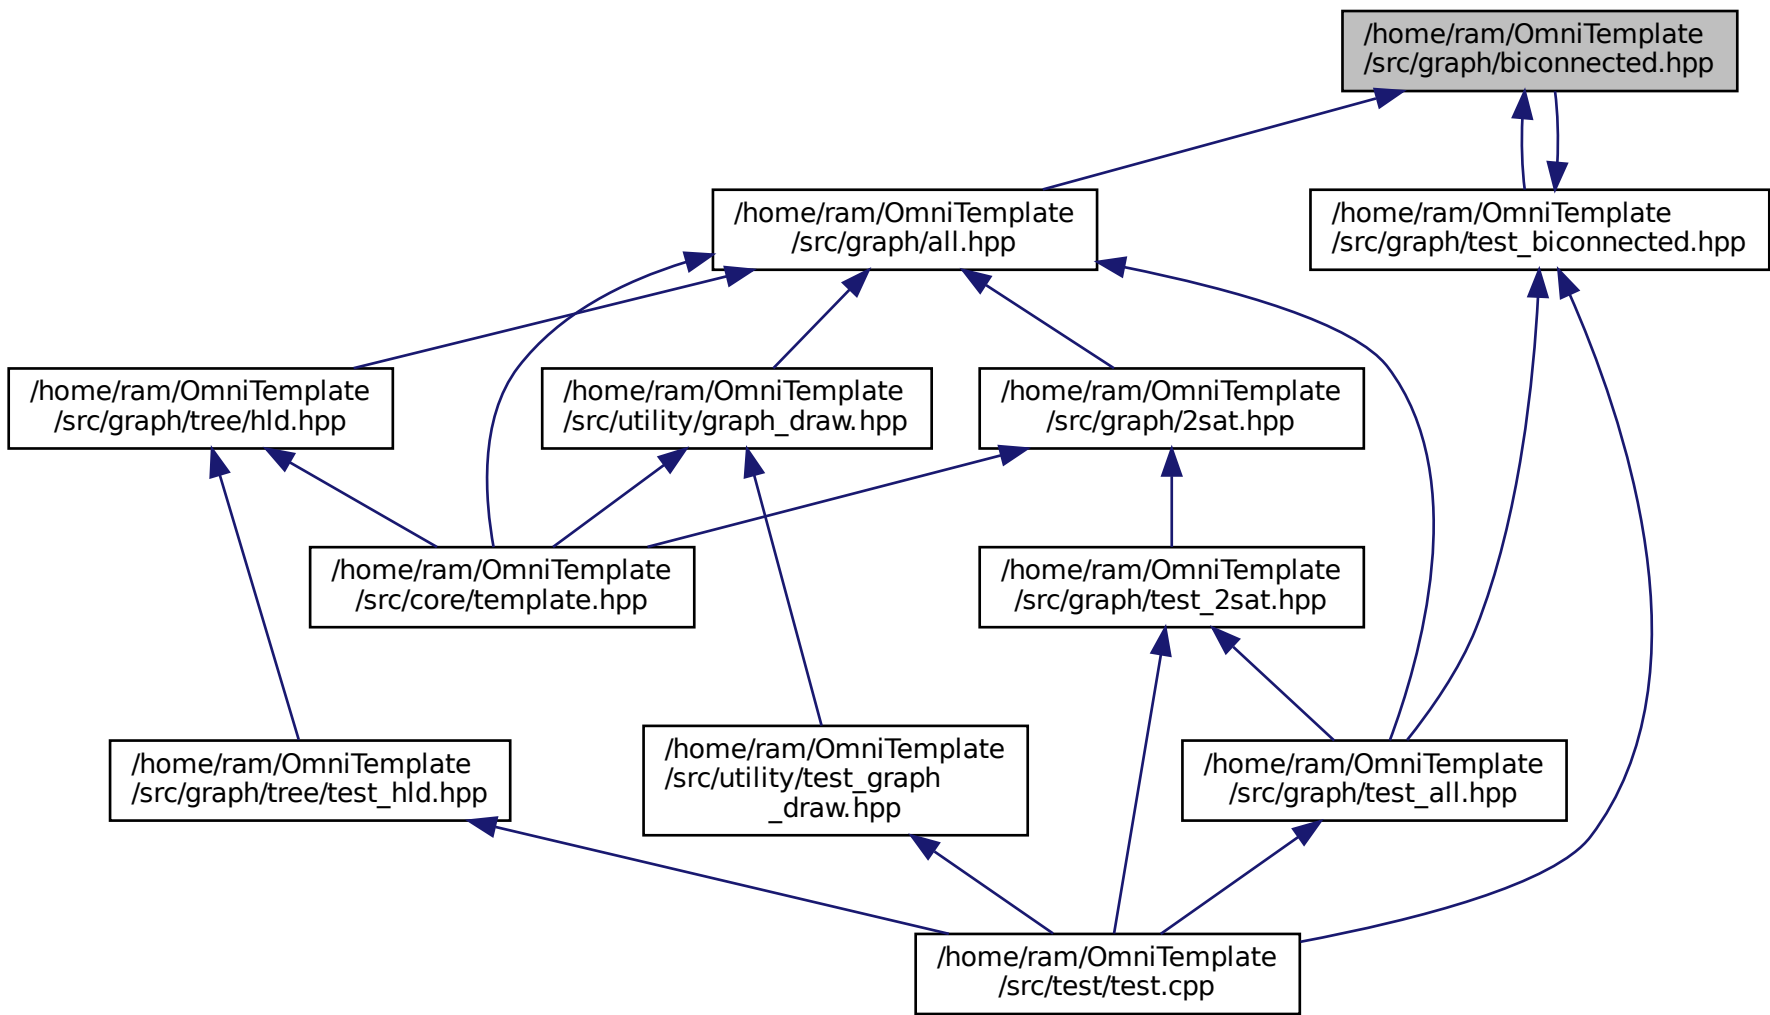 /home/ram/OmniTemplate
/src/graph/biconnected.hpp
/home/ram/OmniTemplate
/src/graph/all.hpp
/home/ram/OmniTemplate
/src/graph/test_biconnected.hpp
/home/ram/OmniTemplate
/src/graph/tree/hld.hpp
/home/ram/OmniTemplate
/src/utility/graph_draw.hpp
/home/ram/OmniTemplate
/src/graph/2sat.hpp
/home/ram/OmniTemplate
/src/core/template.hpp
/home/ram/OmniTemplate
/src/graph/test_2sat.hpp
/home/ram/OmniTemplate
/src/graph/tree/test_hld.hpp
/home/ram/OmniTemplate
/src/utility/test_graph
_draw.hpp
/home/ram/OmniTemplate
/src/graph/test_all.hpp
/home/ram/OmniTemplate
/src/test/test.cpp